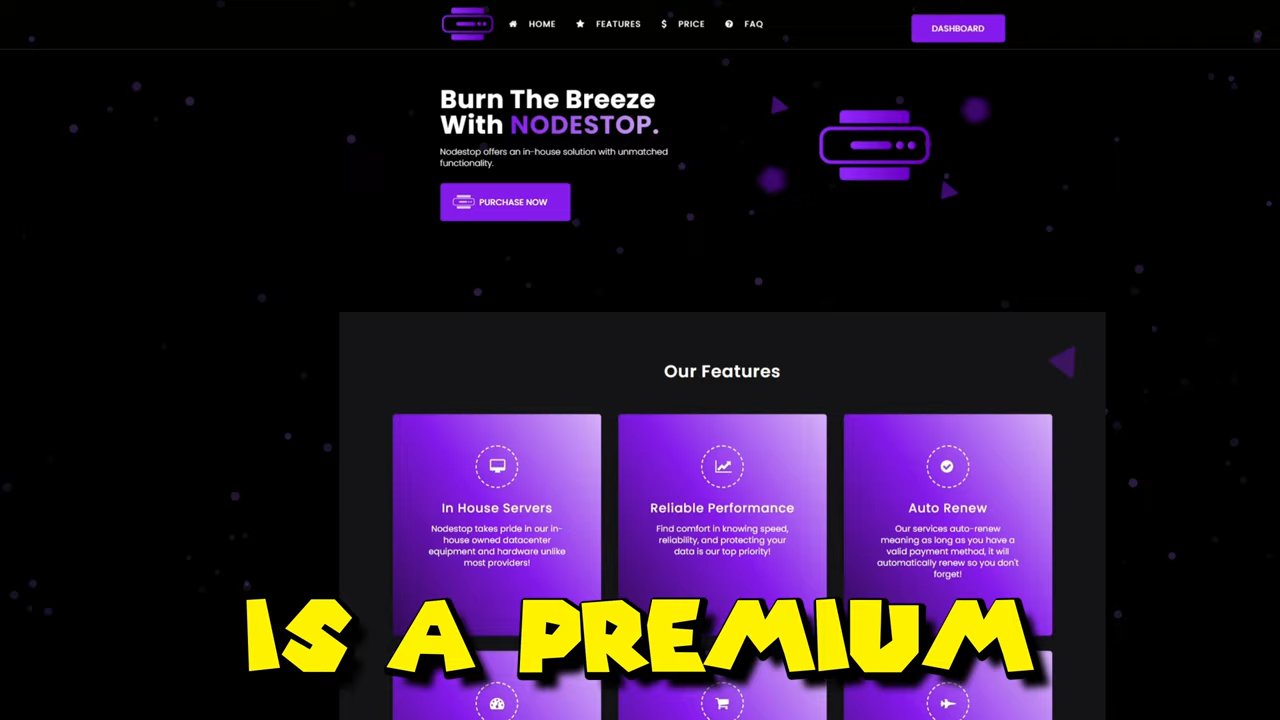 HOME FEATURES $ PRICE FAQ DASHBOARD
Burn The Breeze
With NODESTOP.
Nodestop offers an in-house solution with unmatched
functionality.
PURCHASE NOW
Our Features
In House Servers
Nodestop takes pride in our in-
house owned datacenter
equipment and hardware unlike
most providers!
Reliable Performance
Find comfort in knowing speed,
reliability, and protecting your
data is our top priority!
Auto Renew
Our services auto-renew
meaning as long as you have a
valid payment method, it will
automatically renew so you don't
forget!
IS A PREMIUM